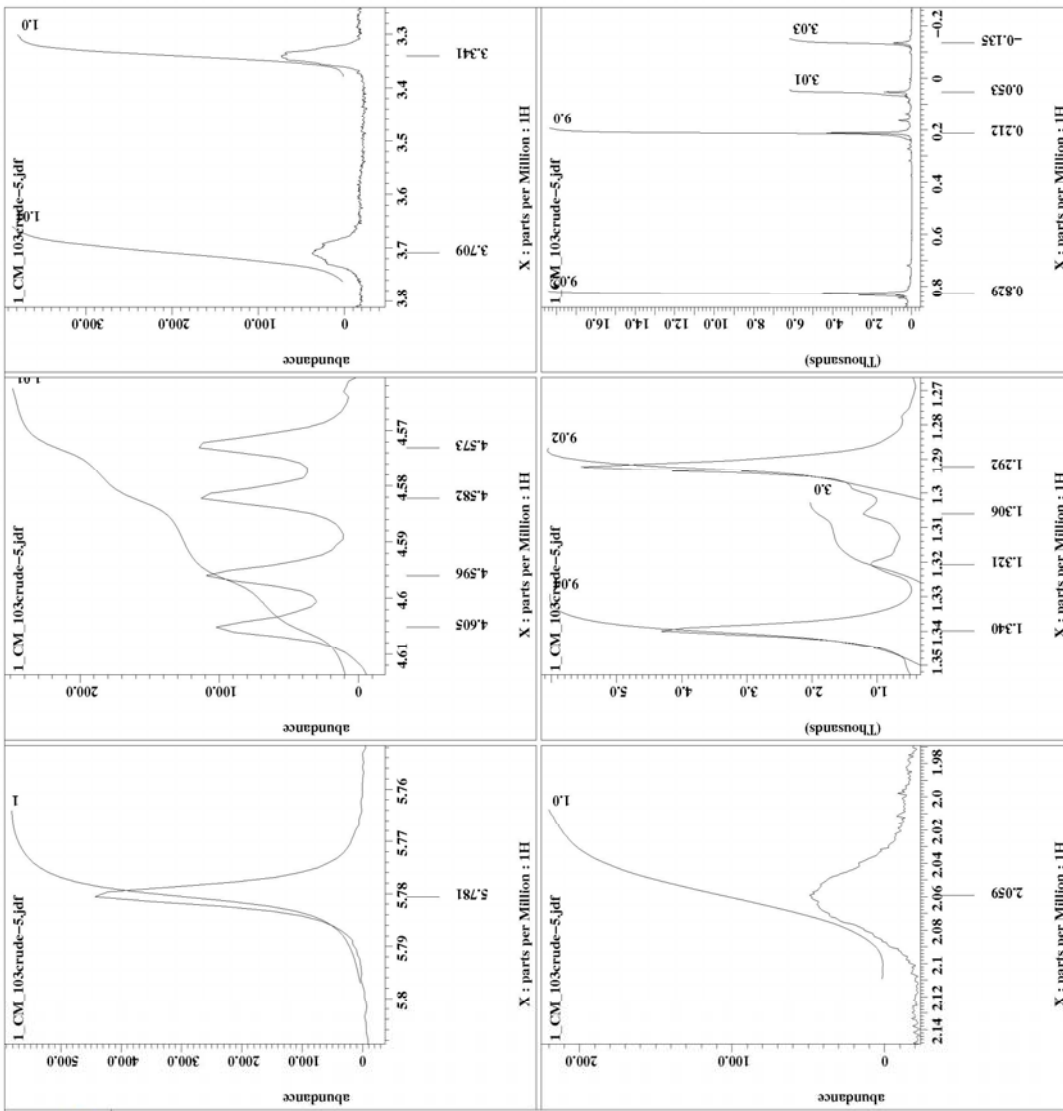 1_CM_103crude-5.jdf
1
abundance
500.0
400.0
300.0
200.0
100.0
0
5.8 5.79 5.78 5.77 5.76
5.781
X : parts per Million : 1H
1_CM_103crude-5.jdf
abundance
200.0
100.0
0
4.61 4.6 4.59 4.58 4.57
4.605 4.596 4.582 4.573
X : parts per Million : 1H
1_CM_103crude-5.jdf
1.0
abundance
300.0
200.0
100.0
0
3.8 3.7 3.6 3.5 3.4 3.3
3.709 3.341
X : parts per Million : 1H
1_CM_103crude-5.jdf
1.0
abundance
200.0
100.0
0
2.14 2.12 2.1 2.08 2.06 2.04 2.02 2.0 1.98
2.059
X : parts per Million : 1H
1_CM_103crude-5.jdf
9.04 3.0 9.02
(Thousands)
5.0
4.0
3.0
2.0
1.0
1.35 1.34 1.33 1.32 1.31 1.3 1.29 1.28 1.27
1.340 1.321 1.306 1.292
X : parts per Million : 1H
1_CM_103crude-5.jdf
9.0 3.01 3.03
(Thousands)
16.0
14.0
12.0
10.0
8.0
6.0
4.0
2.0
0
0.8 0.6 0.4 0.2 0 −0.2
0.829 0.212 0.053 −0.135
X : parts per Million : 1H